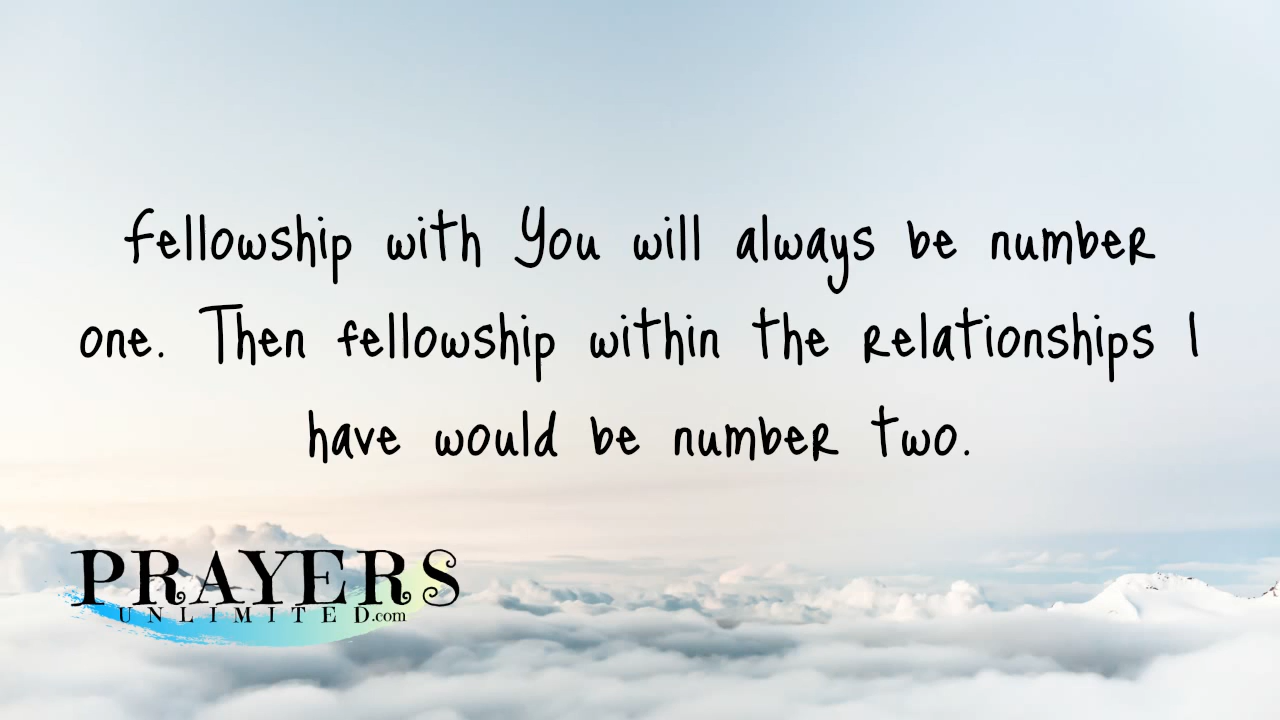 fellowship with You will always be number
one. Then fellowship within the relationships I
have would be number two.
PRAYERS
UNLIMITED.com